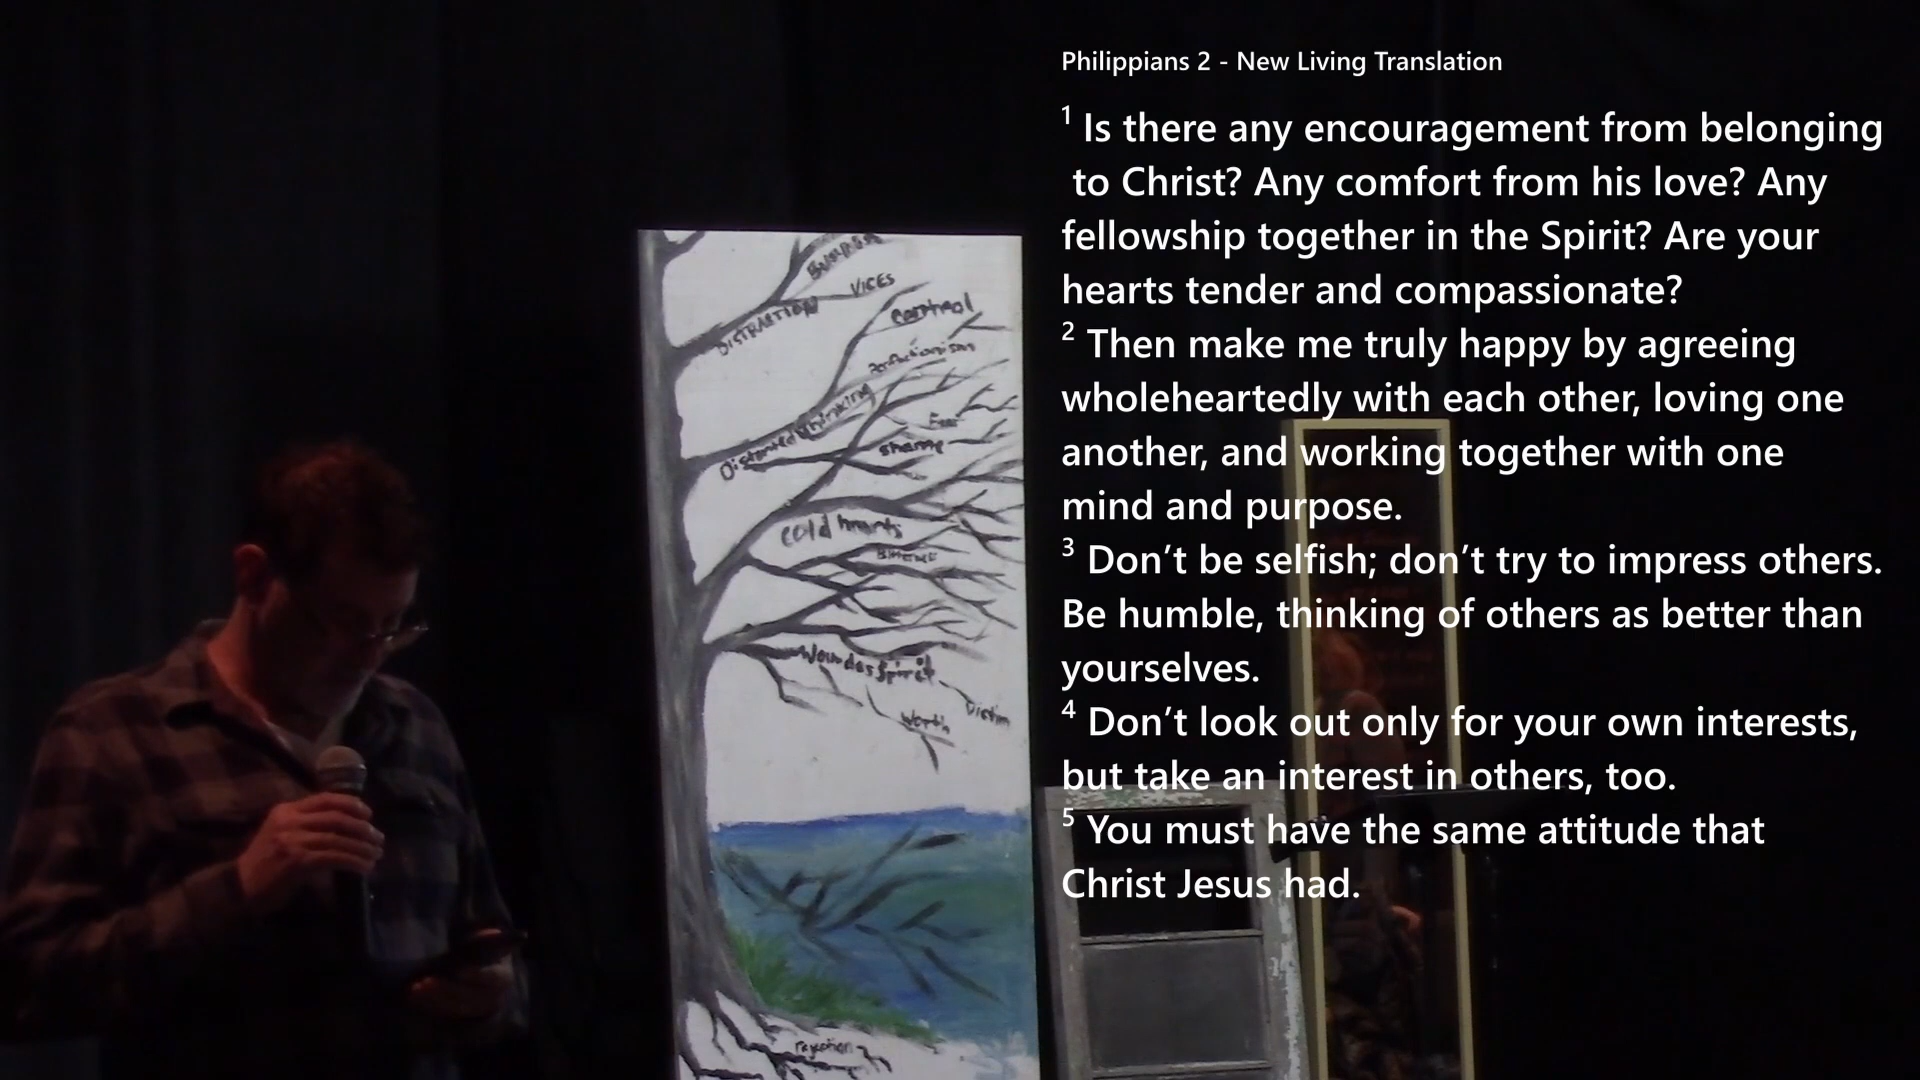 Philippians 2 - New Living Translation
1 Is there any encouragement from belonging
to Christ? Any comfort from his love? Any
fellowship together in the Spirit? Are your
hearts tender and compassionate?
2 Then make me truly happy by agreeing
wholeheartedly with each other, loving one
another, and working together with one
mind and purpose.
3 Don’t be selfish; don’t try to impress others.
Be humble, thinking of others as better than
yourselves.
4 Don’t look out only for your own interests,
but take an interest in others, too.
5 You must have the same attitude that
Christ Jesus had.
VICES
DISTRACTION
Control
Perfectionism
Distorted thinking
Fear
shame
cold hearts
Spirit
Worth
Victim
rejection